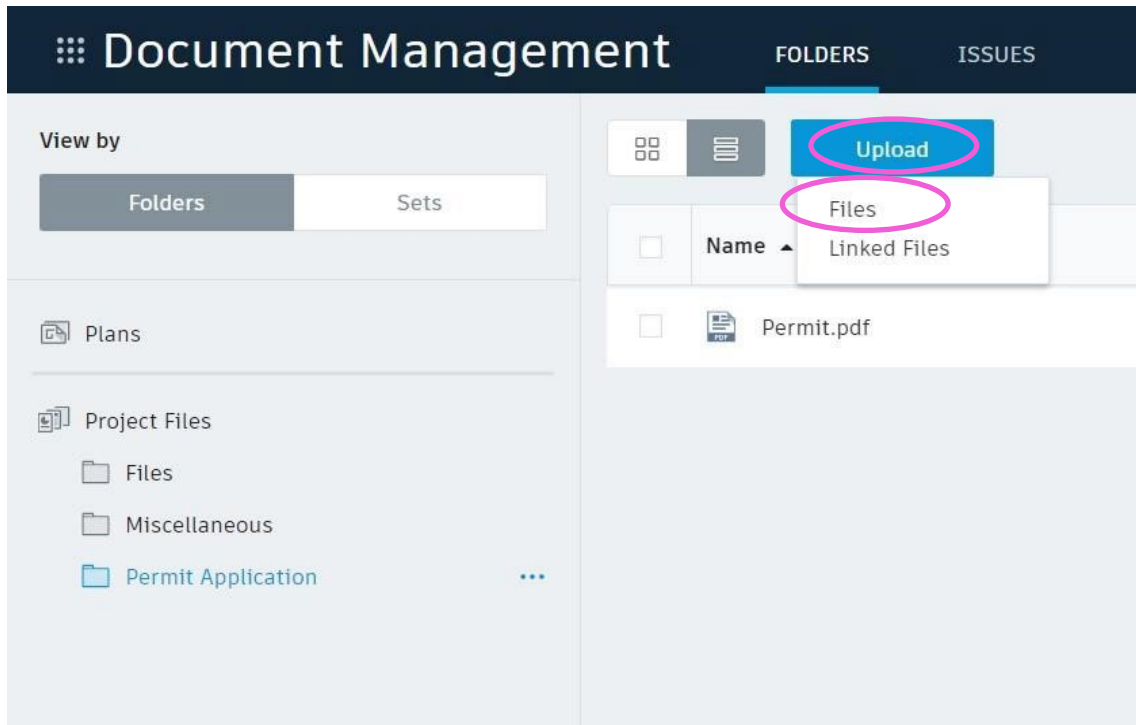 Document Management
FOLDERS
ISSUES
View by
Folders
Sets
Plans
Project Files
Files
Miscellaneous
Permit Application
Upload
Files
Linked Files
Name
Permit.pdf
PDF